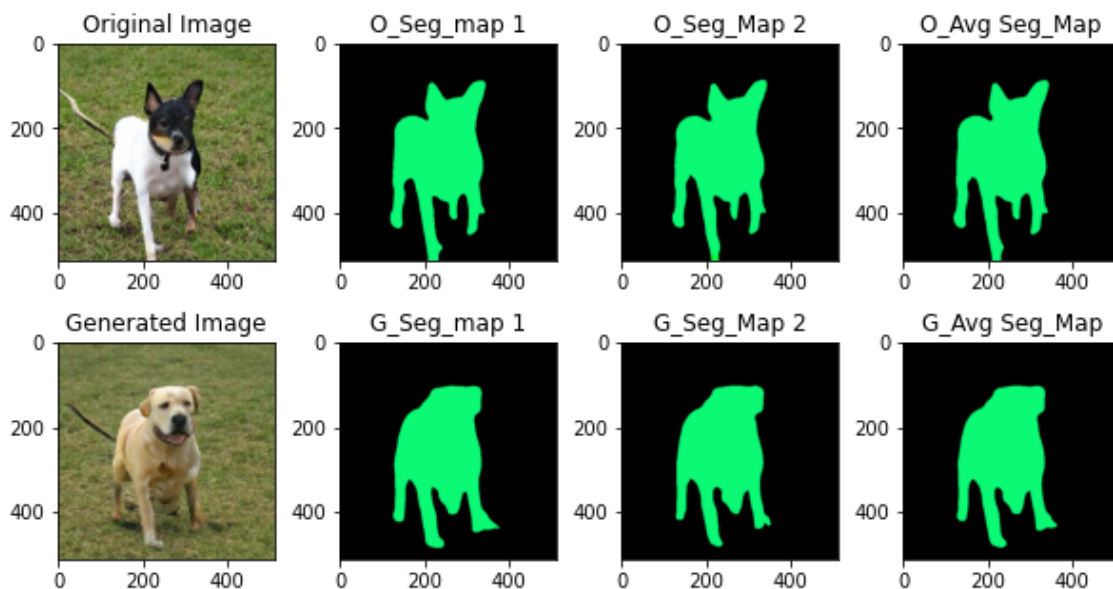 Original Image O_Seg_map 1 O_Seg_Map 2 O_Avg Seg_Map
0 0 0 0
200 200 200 200
400 400 400 400
0 200 400 0 200 400 0 200 400 0 200 400
Generated Image G_Seg_map 1 G_Seg_Map 2 G_Avg Seg_Map
0 0 0 0
200 200 200 200
400 400 400 400
0 200 400 0 200 400 0 200 400 0 200 400